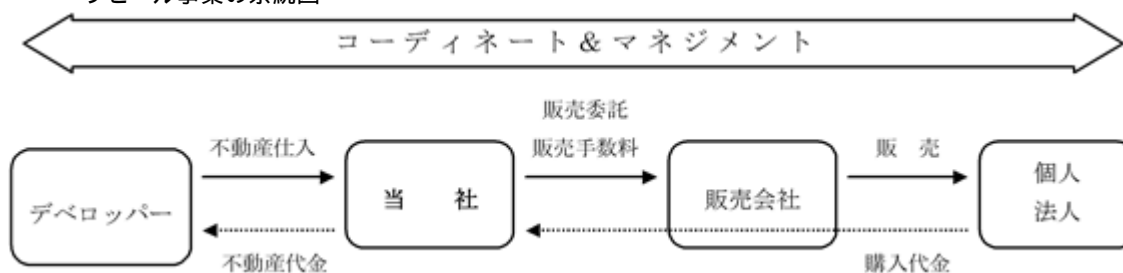 コーディネート&マネジメント
販売委託
不動産仕入
販売手数料
販 売
デベロッパー
当 社
販売会社
個人
法人
不動産代金
購入代金